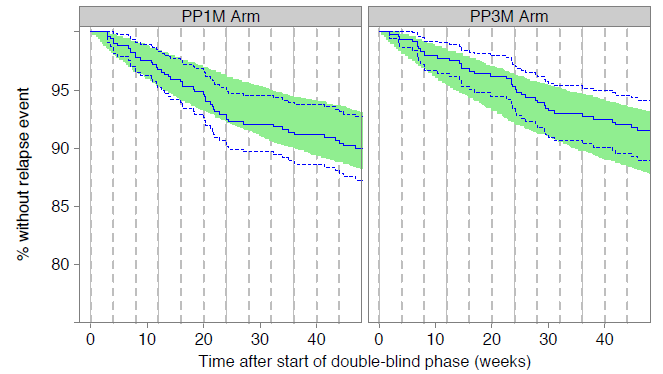 PP1M Arm PP3M Arm
95
90
85
80
% without relapse event
0 10 20 30 40 0 10 20 30 40
Time after start of double-blind phase (weeks)